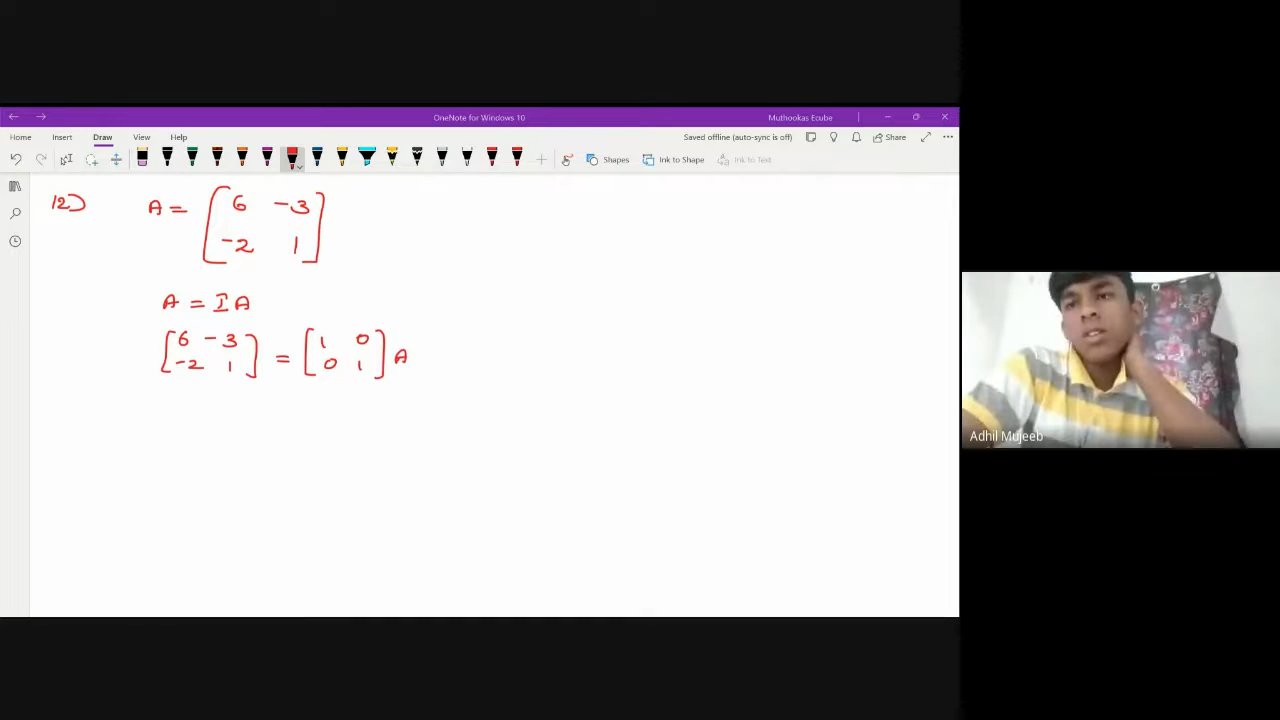 OneNote for Windows 10
Muthookas Ecube
Home Insert Draw View Help
Saved offline (auto-sync is off)
Share
Shapes
Ink to Shape
Ink to Text
12) A = [ 6 -3
-2 1 ]
A = I A
[ 6 -3
-2 1 ] = [ 1 0
0 1 ] A
Adhil Mujeeb